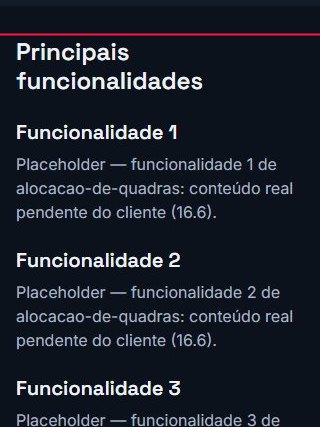 Principais
funcionalidades
Funcionalidade 1
Placeholder — funcionalidade 1 de
alocacao-de-quadras: conteúdo real
pendente do cliente (16.6).
Funcionalidade 2
Placeholder — funcionalidade 2 de
alocacao-de-quadras: conteúdo real
pendente do cliente (16.6).
Funcionalidade 3
Placeholder — funcionalidade 3 de